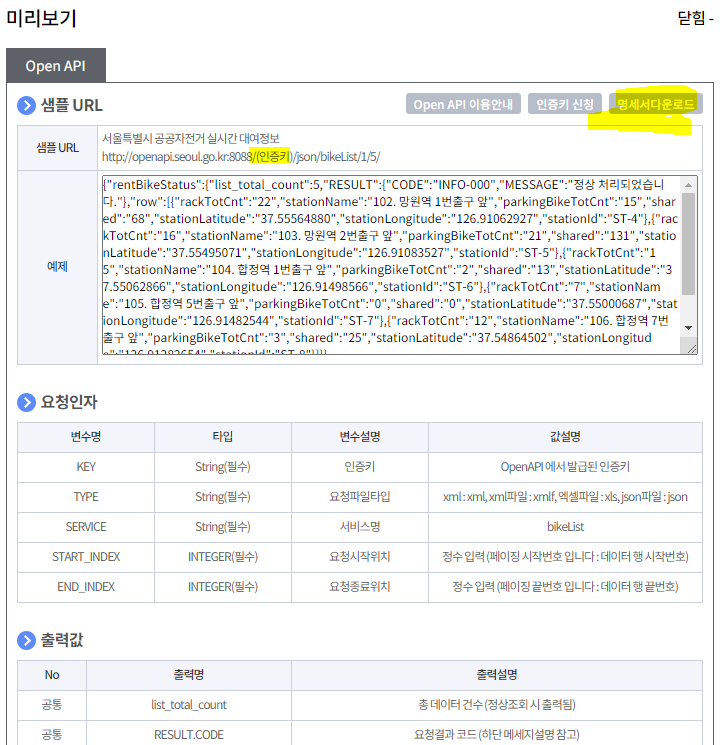 미리보기
닫힘 -
Open API
샘플 URL
Open API 이용안내
인증키 신청
명세서다운로드
샘플 URL
서울특별시 공공자전거 실시간 대여정보
http://openapi.seoul.go.kr:8088/(인증키)/json/bikeList/1/5/
예제
{"rentBikeStatus":{"list_total_count":5,"RESULT":{"CODE":"INFO-000","MESSAGE":"정상 처리되었습니
다."},"row":[{"rackTotCnt":"22","stationName":"102. 망원역 1번출구 앞","parkingBikeTotCnt":"15","shar
ed":"68","stationLatitude":"37.55564880","stationLongitude":"126.91062927","stationId":"ST-4"},{"ra
ckTotCnt":"16","stationName":"103. 망원역 2번출구 앞","parkingBikeTotCnt":"21","shared":"131","statio
nLatitude":"37.55495071","stationLongitude":"126.91083527","stationId":"ST-5"},{"rackTotCnt":"1
5","stationName":"104. 합정역 1번출구 앞","parkingBikeTotCnt":"2","shared":"13","stationLatitude":"37
.55062866","stationLongitude":"126.91498566","stationId":"ST-6"},{"rackTotCnt":"7","stationNam
e":"105. 합정역 5번출구 앞","parkingBikeTotCnt":"0","shared":"0","stationLatitude":"37.55000687","stat
ionLongitude":"126.91482544","stationId":"ST-7"},{"rackTotCnt":"12","stationName":"106. 합정역 7번
출구 앞","parkingBikeTotCnt":"3","shared":"25","stationLatitude":"37.54864502","stationLongitud
e":"126.91282654","stationId":"ST-8"}]}}
요청인자
변수명 타입 변수설명 값설명
KEY String(필수) 인증키 OpenAPI 에서 발급된 인증키
TYPE String(필수) 요청파일타입 xml : xml, xml파일 : xmlf, 엑셀파일 : xls, json파일 : json
SERVICE String(필수) 서비스명 bikeList
START_INDEX INTEGER(필수) 요청시작위치 정수 입력 (페이징 시작번호 입니다 : 데이터 행 시작번호)
END_INDEX INTEGER(필수) 요청종료위치 정수 입력 (페이징 끝번호 입니다 : 데이터 행 끝번호)
출력값
No 출력명 출력설명
공통 list_total_count 총 데이터 건수 (정상조회 시 출력됨)
공통 RESULT.CODE 요청결과 코드 (하단 메세지설명 참고)